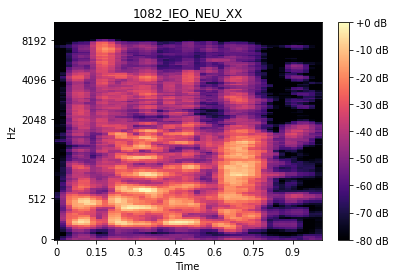 1082_IEO_NEU_XX
+0 dB
8192
-10 dB
4096
-20 dB
-30 dB
2048
Hz
-40 dB
1024
-50 dB
512
-60 dB
-70 dB
0
-80 dB
0 0.15 0.3 0.45 0.6 0.75 0.9
Time